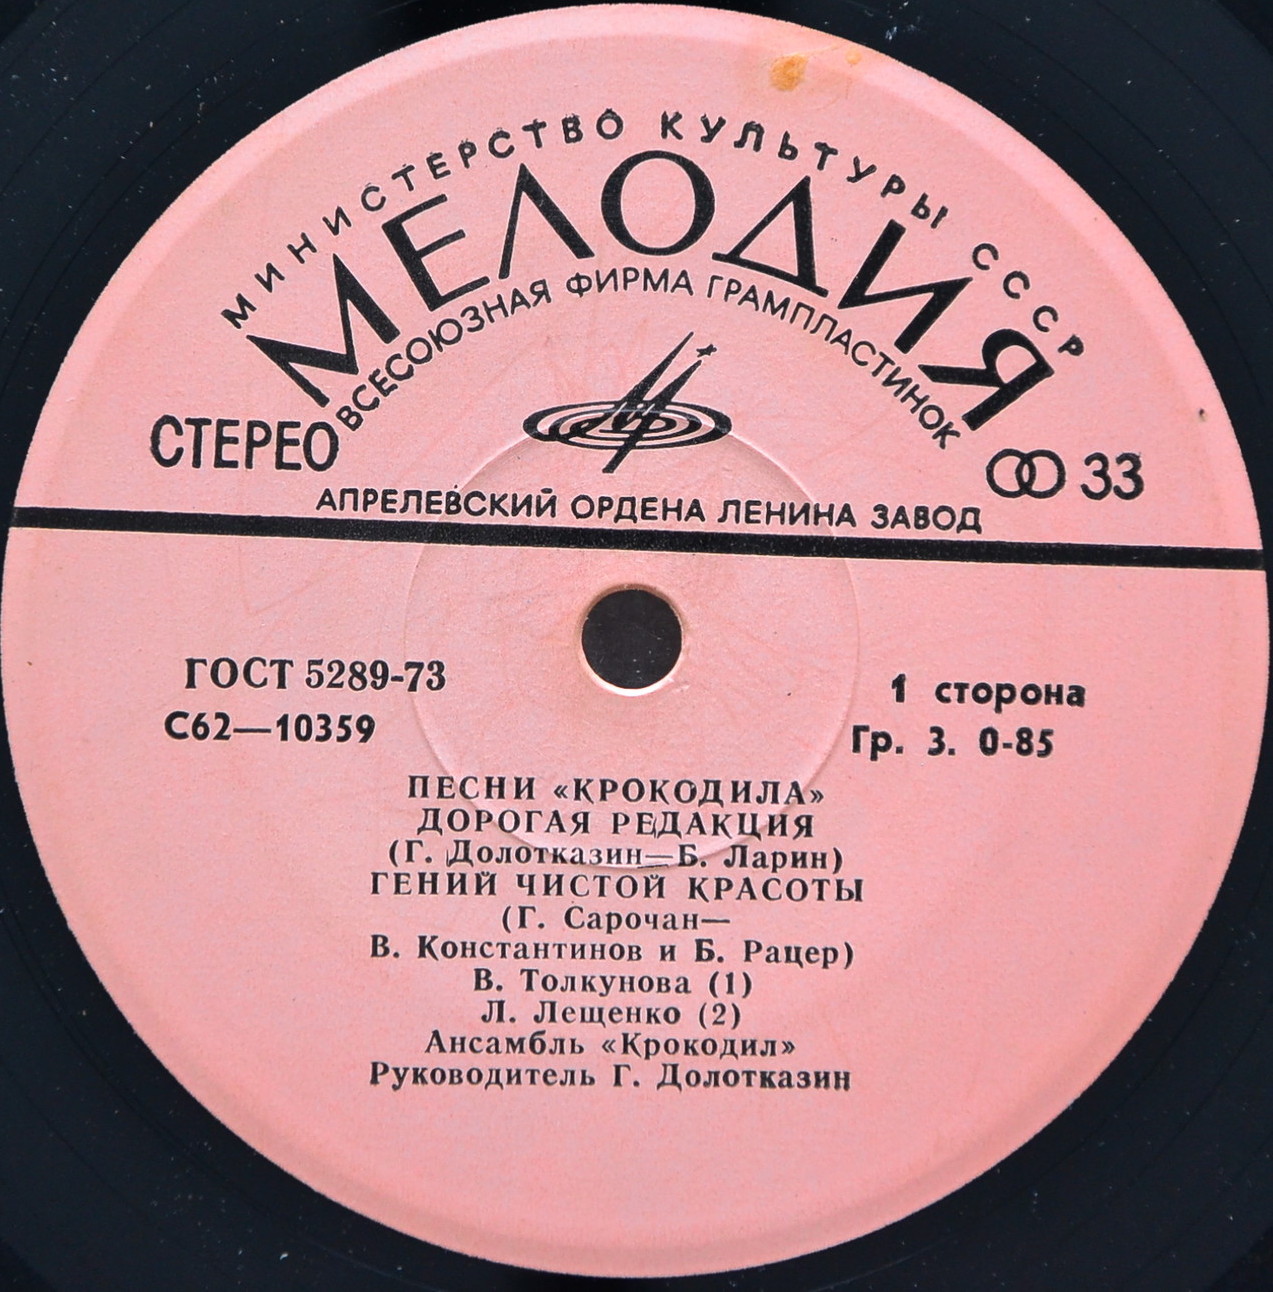 МИНИСТЕРСТВО КУЛЬТУРЫ СССР
МЕЛОДИЯ
ВСЕСОЮЗНАЯ ФИРМА ГРАМПЛАСТИНОК
СТЕРЕО
33
АПРЕЛЕВСКИЙ ОРДЕНА ЛЕНИНА ЗАВОД
ГОСТ 5289-73
1 сторона
С62—10359
Гр. 3. 0-85
ПЕСНИ «КРОКОДИЛА»
ДОРОГАЯ РЕДАКЦИЯ
(Г. Долотказин—Б. Ларин)
ГЕНИЙ ЧИСТОЙ КРАСОТЫ
(Г. Сарочан—
В. Константинов и Б. Рацер)
В. Толкунова (1)
Л. Лещенко (2)
Ансамбль «Крокодил»
Руководитель Г. Долотказин